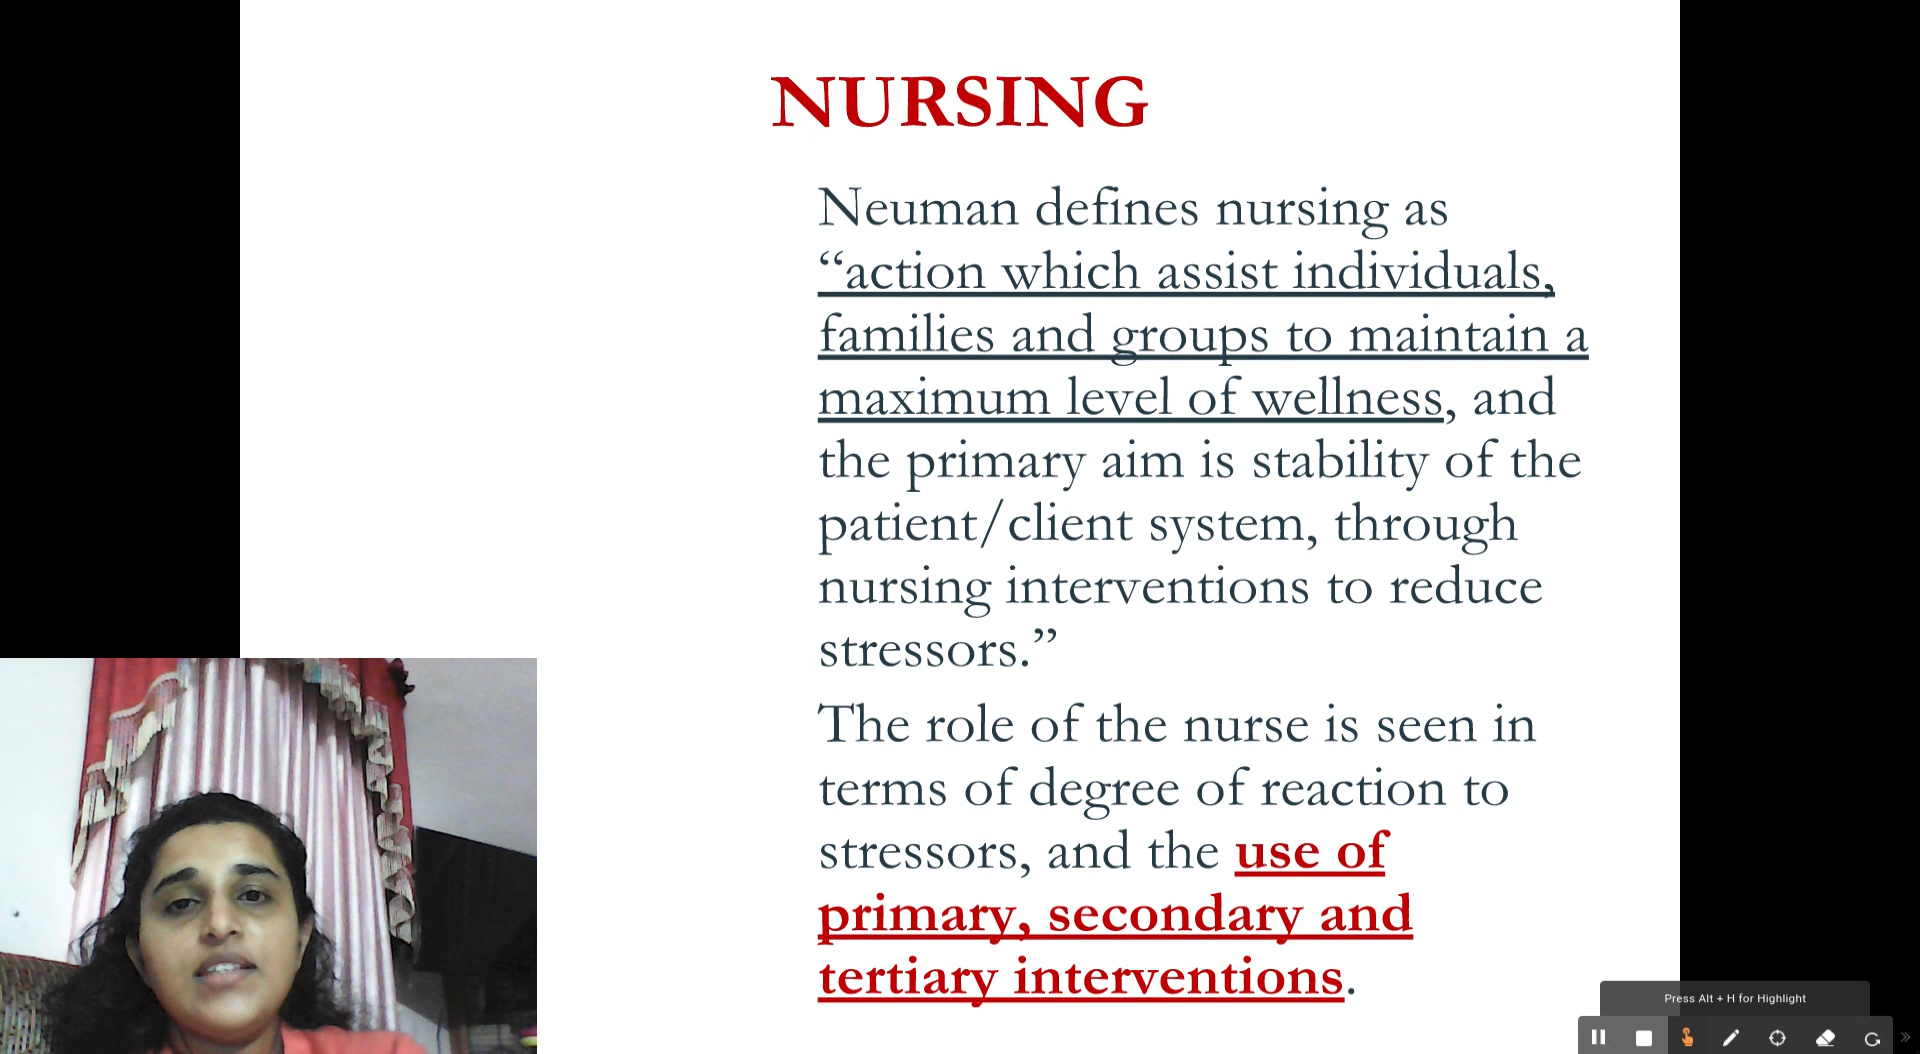 NURSING
Neuman defines nursing as
“action which assist individuals,
families and groups to maintain a
maximum level of wellness, and
the primary aim is stability of the
patient/client system, through
nursing interventions to reduce
stressors.”
The role of the nurse is seen in
terms of degree of reaction to
stressors, and the use of
primary, secondary and
tertiary interventions.
Press Alt + H for Highlight